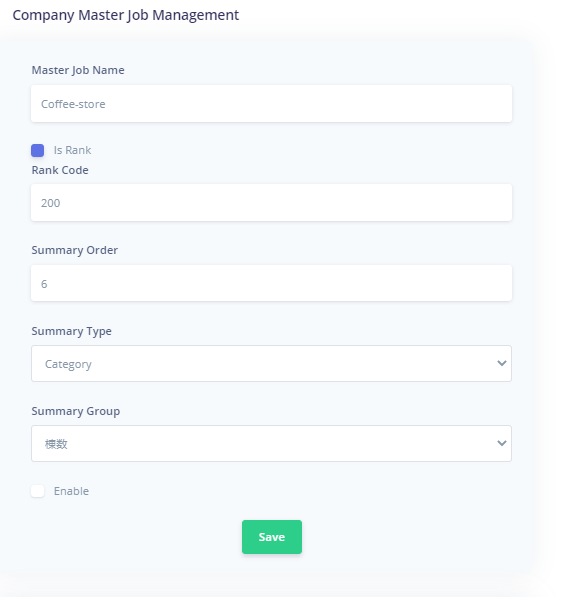 Company Master Job Management
Master Job Name
Coffee-store
Is Rank
Rank Code
200
Summary Order
6
Summary Type
Category
Summary Group
棟数
Enable
Save